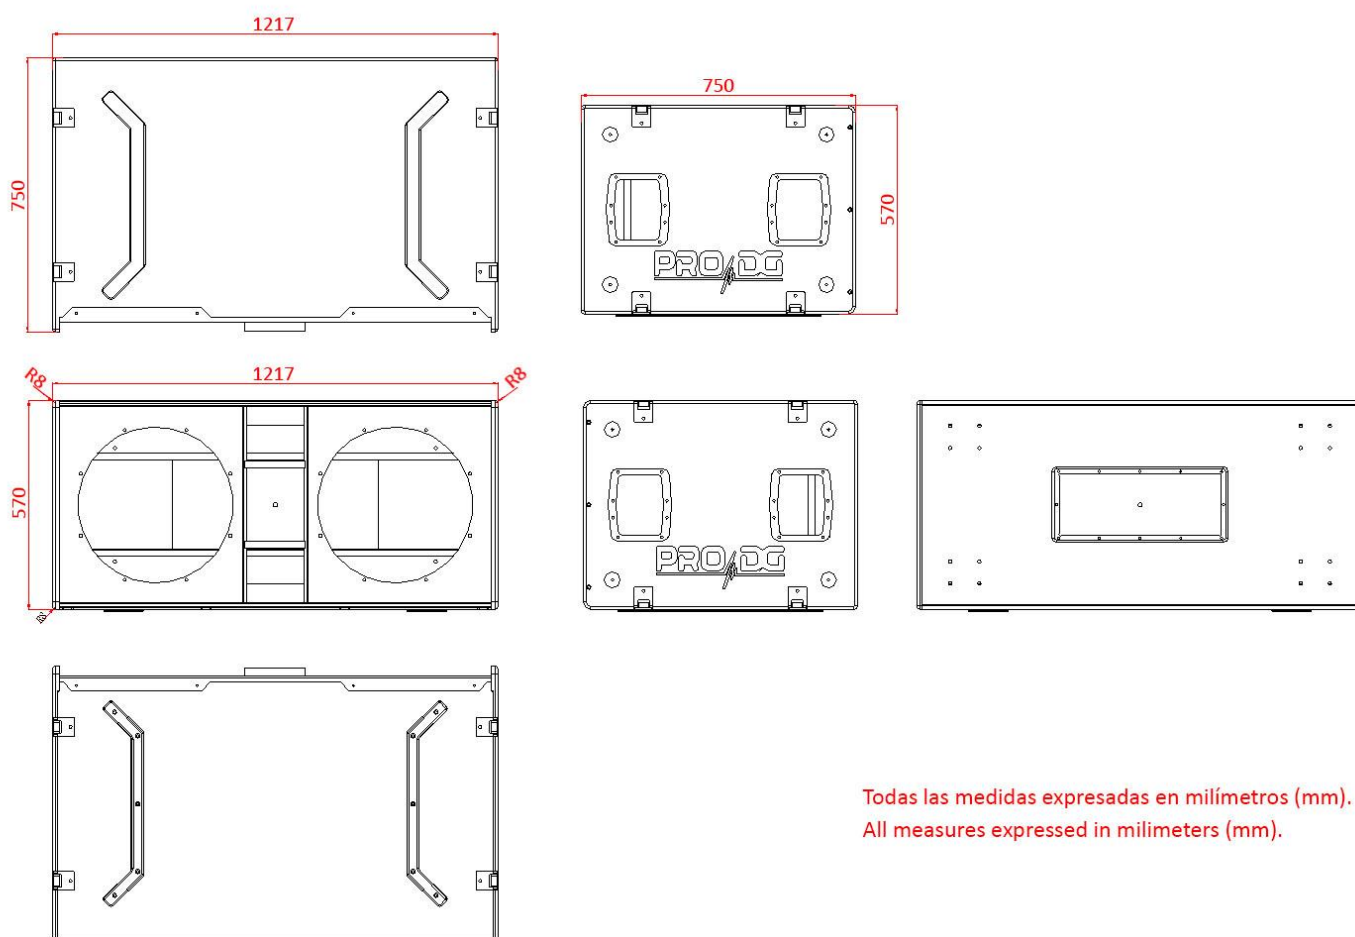 1217
750
750
570
PRO DG
R8
1217
R8
570
R8
PRO DG
Todas las medidas expresadas en milímetros (mm).
All measures expressed in milimeters (mm).